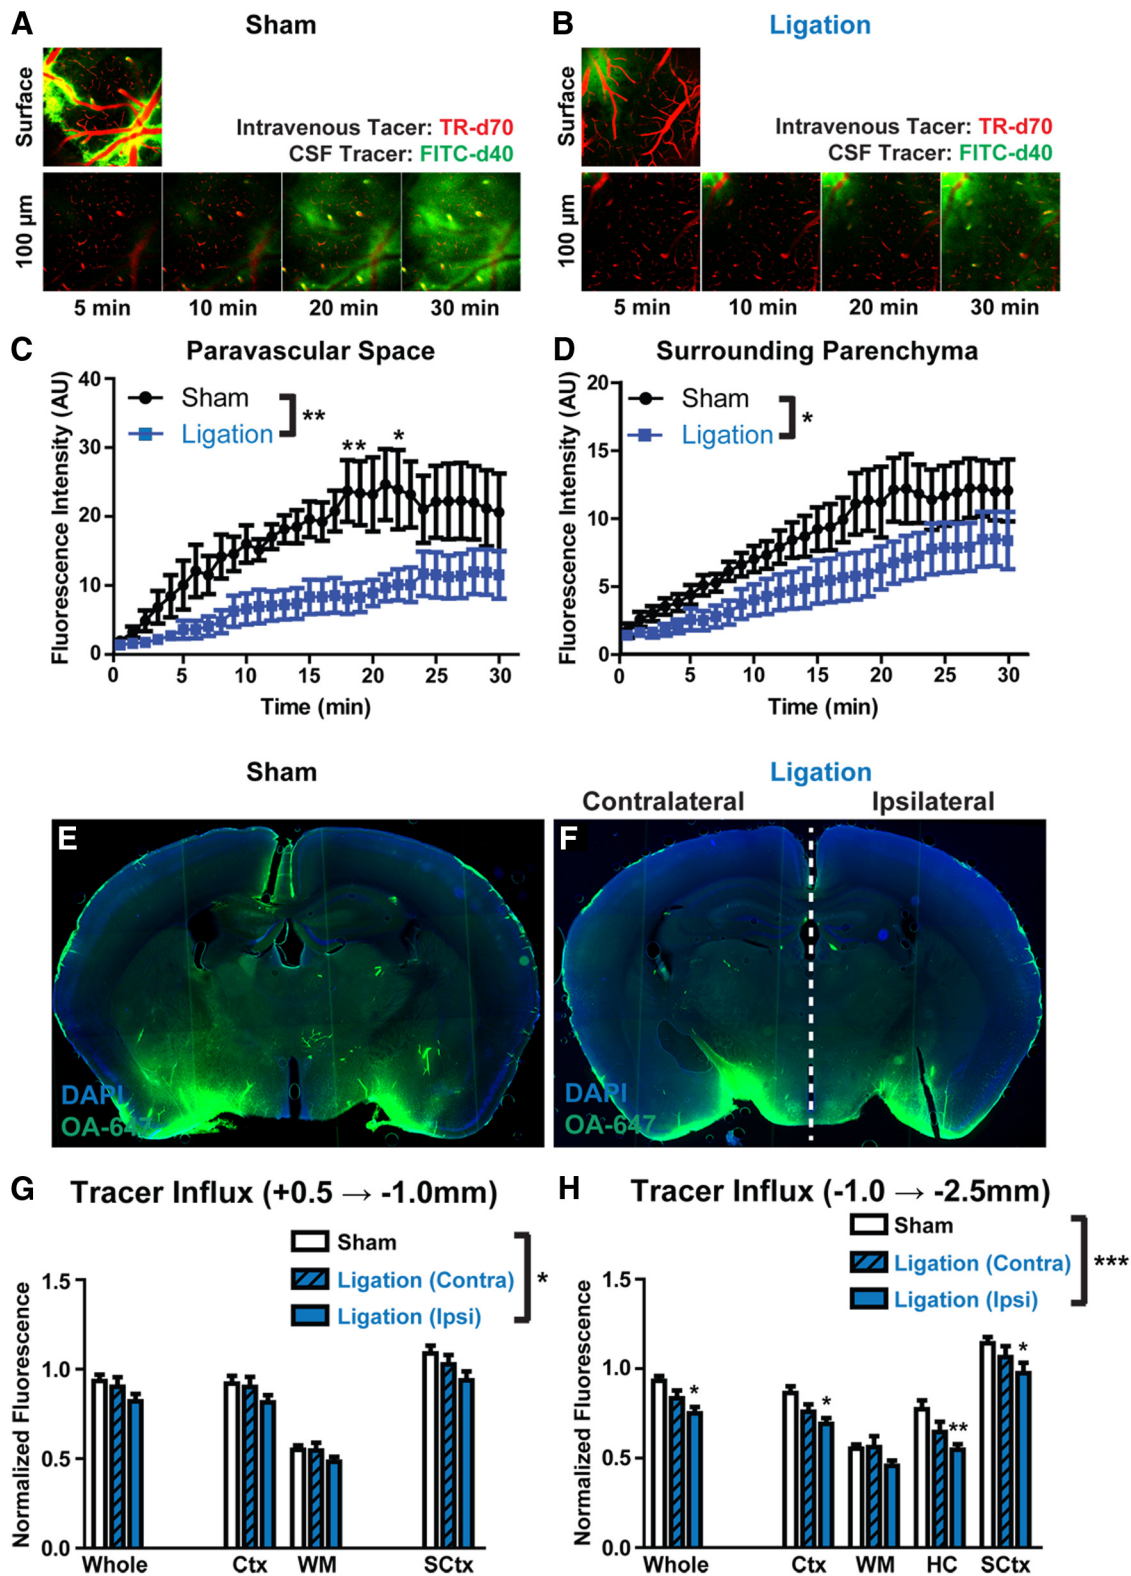 A Sham
Surface
Intravenous Tacer: TR-d70
CSF Tracer: FITC-d40
100 µm
5 min 10 min 20 min 30 min
B Ligation
Surface
Intravenous Tracer: TR-d70
CSF Tracer: FITC-d40
100 µm
5 min 10 min 20 min 30 min
C Paravascular Space
Fluorescence Intensity (AU)
40
30
20
10
0
Sham
Ligation
**
** *
0 5 10 15 20 25 30
Time (min)
D Surrounding Parenchyma
Fluorescence Intensity (AU)
20
15
10
5
0
Sham
Ligation
*
0 5 10 15 20 25 30
Time (min)
Sham
E
DAPI
OA-647
Ligation
Contralateral Ipsilateral
F
DAPI
OA-647
G Tracer Influx (+0.5 → -1.0mm)
Sham
Ligation (Contra)
Ligation (Ipsi)
*
Normalized Fluorescence
1.5
1.0
0.5
0.0
Whole Ctx WM SCtx
H Tracer Influx (-1.0 → -2.5mm)
Sham
Ligation (Contra)
Ligation (Ipsi)
***
Normalized Fluorescence
1.5
1.0
0.5
0.0
* * ** *
Whole Ctx WM HC SCtx